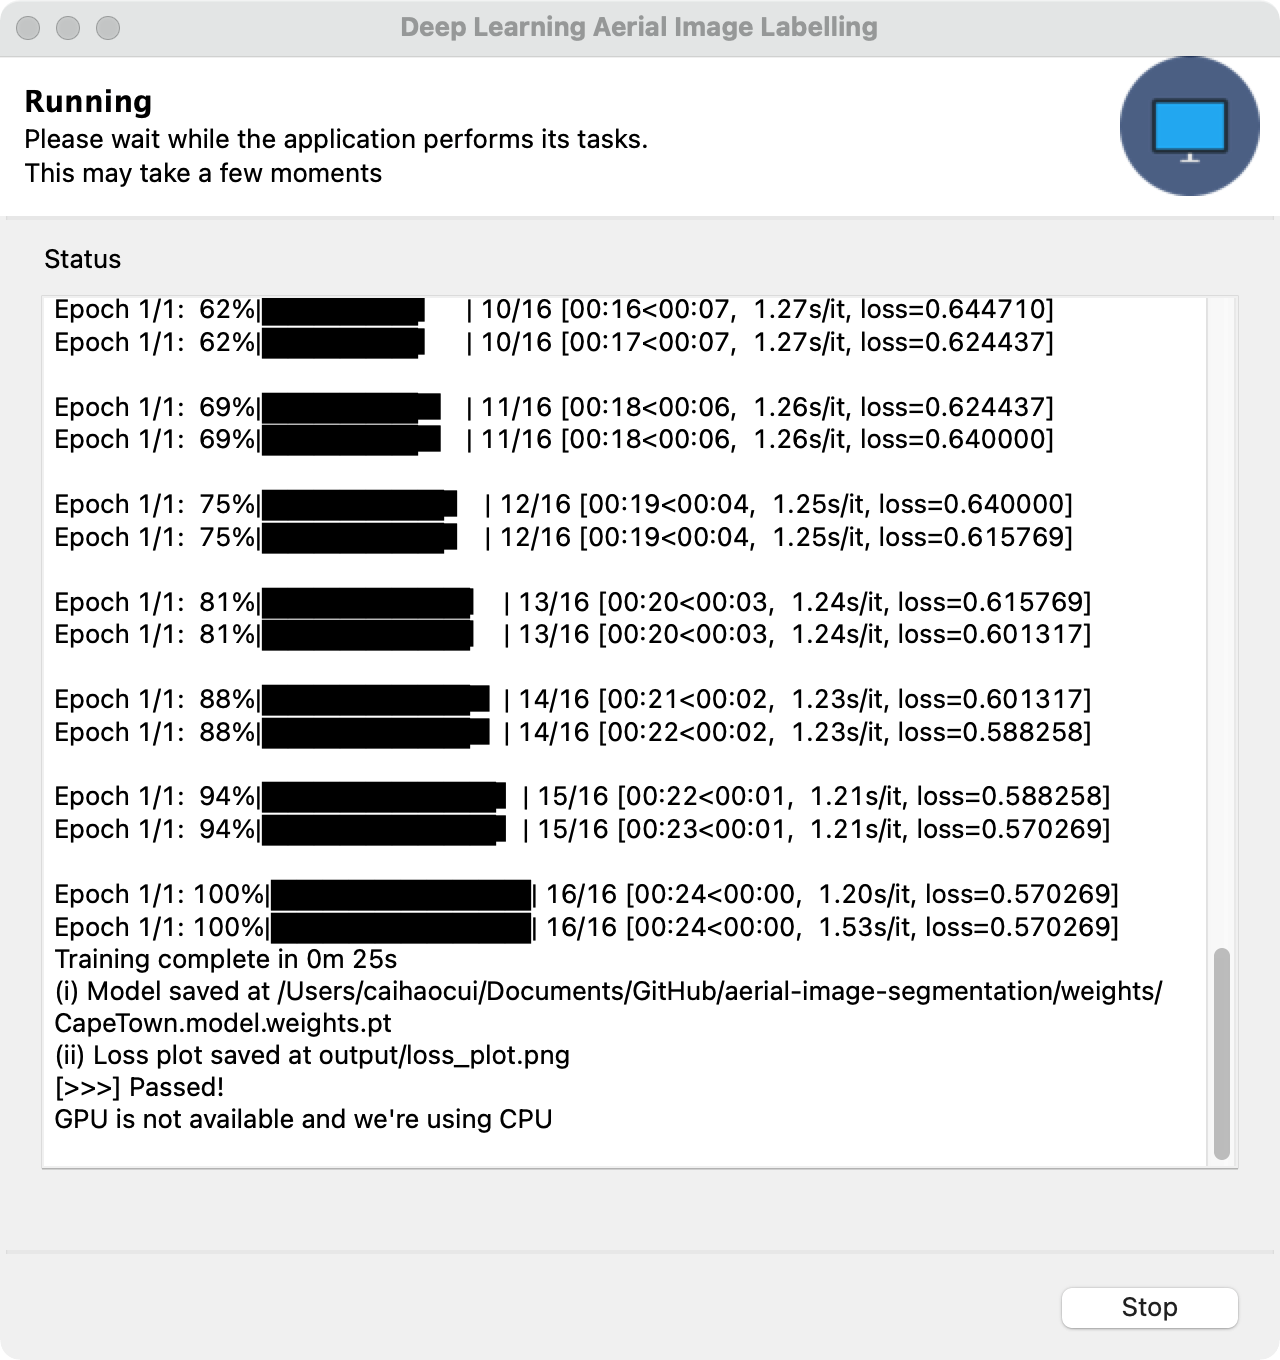 Deep Learning Aerial Image Labelling
Running
Please wait while the application performs its tasks.
This may take a few moments
Status
Epoch 1/1:  62%|██████████    | 10/16 [00:16<00:07,  1.27s/it, loss=0.644710]
Epoch 1/1:  62%|██████████    | 10/16 [00:17<00:07,  1.27s/it, loss=0.624437]
Epoch 1/1:  69%|███████████   | 11/16 [00:18<00:06,  1.26s/it, loss=0.624437]
Epoch 1/1:  69%|███████████   | 11/16 [00:18<00:06,  1.26s/it, loss=0.640000]
Epoch 1/1:  75%|████████████   | 12/16 [00:19<00:04,  1.25s/it, loss=0.640000]
Epoch 1/1:  75%|████████████   | 12/16 [00:19<00:04,  1.25s/it, loss=0.615769]
Epoch 1/1:  81%|█████████████   | 13/16 [00:20<00:03,  1.24s/it, loss=0.615769]
Epoch 1/1:  81%|█████████████   | 13/16 [00:20<00:03,  1.24s/it, loss=0.601317]
Epoch 1/1:  88%|██████████████ | 14/16 [00:21<00:02,  1.23s/it, loss=0.601317]
Epoch 1/1:  88%|██████████████ | 14/16 [00:22<00:02,  1.23s/it, loss=0.588258]
Epoch 1/1:  94%|███████████████ | 15/16 [00:22<00:01,  1.21s/it, loss=0.588258]
Epoch 1/1:  94%|███████████████ | 15/16 [00:23<00:01,  1.21s/it, loss=0.570269]
Epoch 1/1: 100%|████████████████| 16/16 [00:24<00:00,  1.20s/it, loss=0.570269]
Epoch 1/1: 100%|████████████████| 16/16 [00:24<00:00,  1.53s/it, loss=0.570269]
Training complete in 0m 25s
(i) Model saved at /Users/caihaocui/Documents/GitHub/aerial-image-segmentation/weights/
CapeTown.model.weights.pt
(ii) Loss plot saved at output/loss_plot.png
[>>>] Passed!
GPU is not available and we're using CPU
Stop